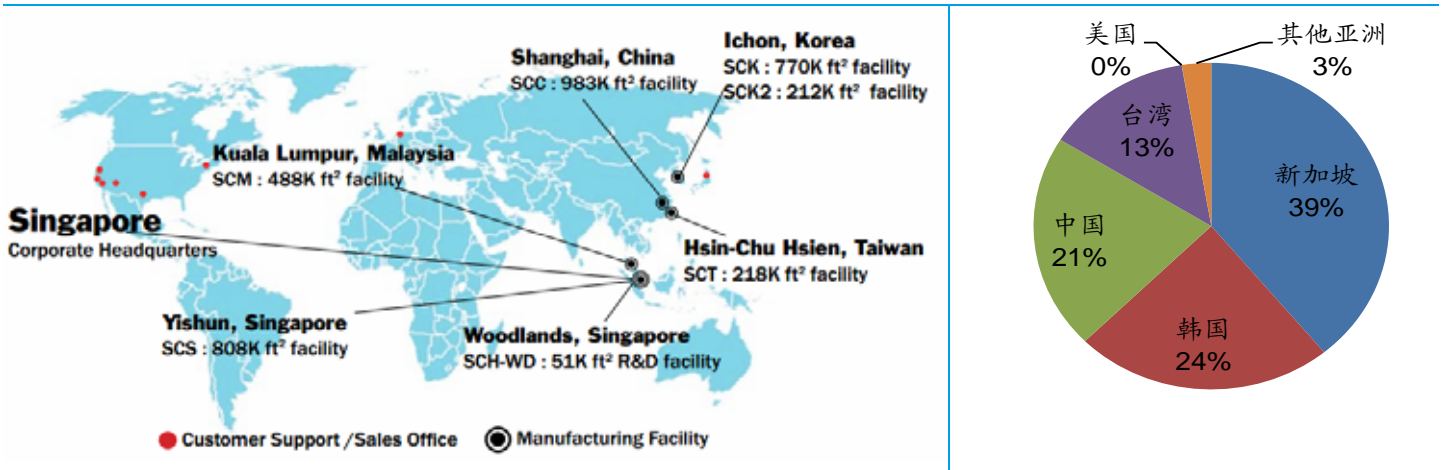 Ichon, Korea
SCK : 770K ft² facility
SCK2 : 212K ft² facility
Shanghai, China
SCC : 983K ft² facility
Kuala Lumpur, Malaysia
SCM : 488K ft² facility
Singapore
Corporate Headquarters
Hsin-Chu Hsien, Taiwan
SCT : 218K ft² facility
Yishun, Singapore
SCS : 808K ft² facility
Woodlands, Singapore
SCH-WD : 51K ft² R&D facility
Customer Support /Sales Office
Manufacturing Facility
美国
0%
其他亚洲
3%
台湾
13%
新加坡
39%
中国
21%
韩国
24%